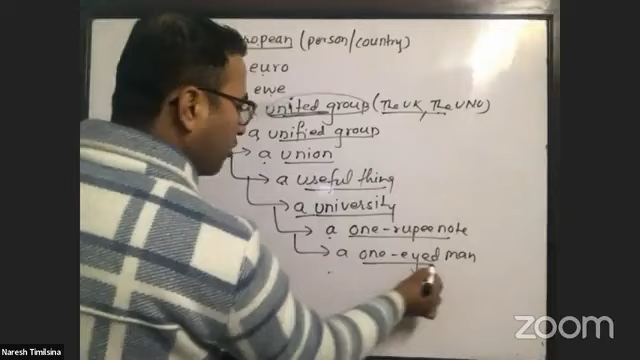 ropean (person/country)
euro
ewe
united group (The UK, The UNO)
a unified group
a union
a useful thing
a university
a one-rupee note
a one-eyed man
Naresh Timilsina
zoom